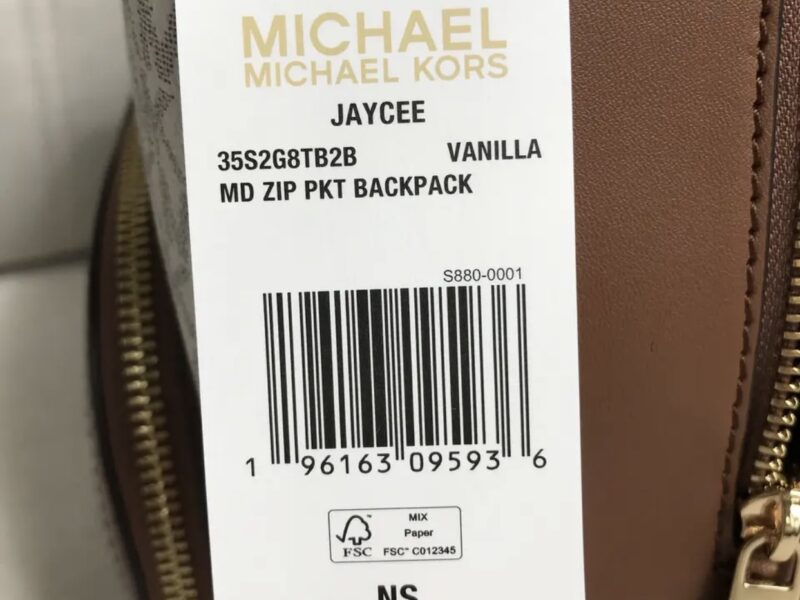 MICHAEL
MICHAEL KORS
JAYCEE
35S2G8TB2B VANILLA
MD ZIP PKT BACKPACK
S880-0001
1 96163 09593 6
MIX
Paper
FSC™ C012345
FSC
NS